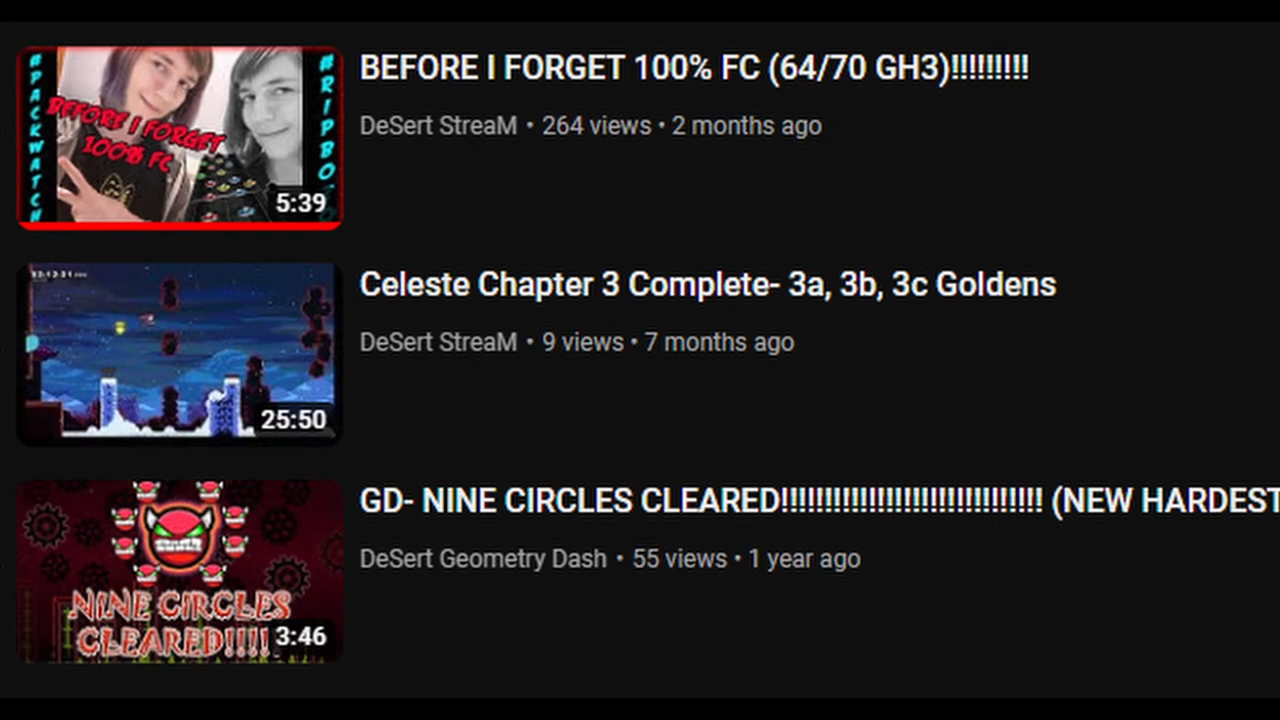 #PACKWATCH
BEFORE I FORGET
100% FC
5:39
BEFORE I FORGET 100% FC (64/70 GH3)!!!!!!!!!
DeSert StreaM • 264 views • 2 months ago
25:50
Celeste Chapter 3 Complete- 3a, 3b, 3c Goldens
DeSert StreaM • 9 views • 7 months ago
NINE CIRCLES
CLEARED!!!!
3:46
GD- NINE CIRCLES CLEARED!!!!!!!!!!!!!!!!!!!!!!!!!!!!!! (NEW HARDEST
DeSert Geometry Dash • 55 views • 1 year ago